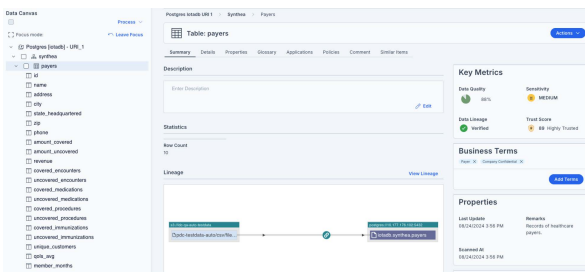 Data Canvas
Process
Focus mode:
Leave Focus
Postgres [iotadb] - URI_1
synthea
payers
id
name
address
city
state_headquartered
zip
phone
amount_covered
amount_uncovered
revenue
covered_encounters
uncovered_encounters
covered_medications
uncovered_medications
covered_procedures
uncovered_procedures
covered_immunizations
uncovered_immunizations
unique_customers
qols_avg
member_months
Postgres iotadb URI 1 Synthea Payers
Table: payers
Actions
Summary Details Properties Glossary Applications Policies Comment Similar Items
Description
Enter Description
Edit
Statistics
Row Count
10
Lineage
View Lineage
iotadb.synthea.payers
Key Metrics
Data Quality
86%
Sensitivity
MEDIUM
Data Lineage
Verified
Trust Score
89 Highly Trusted
Business Terms
Payer X Company Confidential X
Add Terms
Properties
Last Update
08/24/2024 3:58 PM
Remarks
Records of healthcare
payers.
Scanned At
08/24/2024 3:58 PM